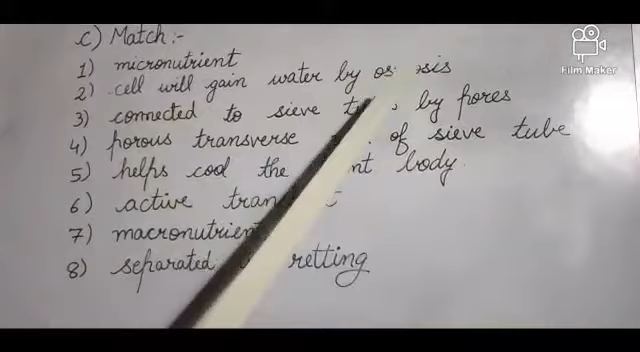 C) Match:-
1) micronutrient
2) cell will gain water by
3) connected to sieve by pores
4) porous transverse of sieve tube
5) helps cool the body.
6) active
7) macronutrient
8) separated retting
Film Maker